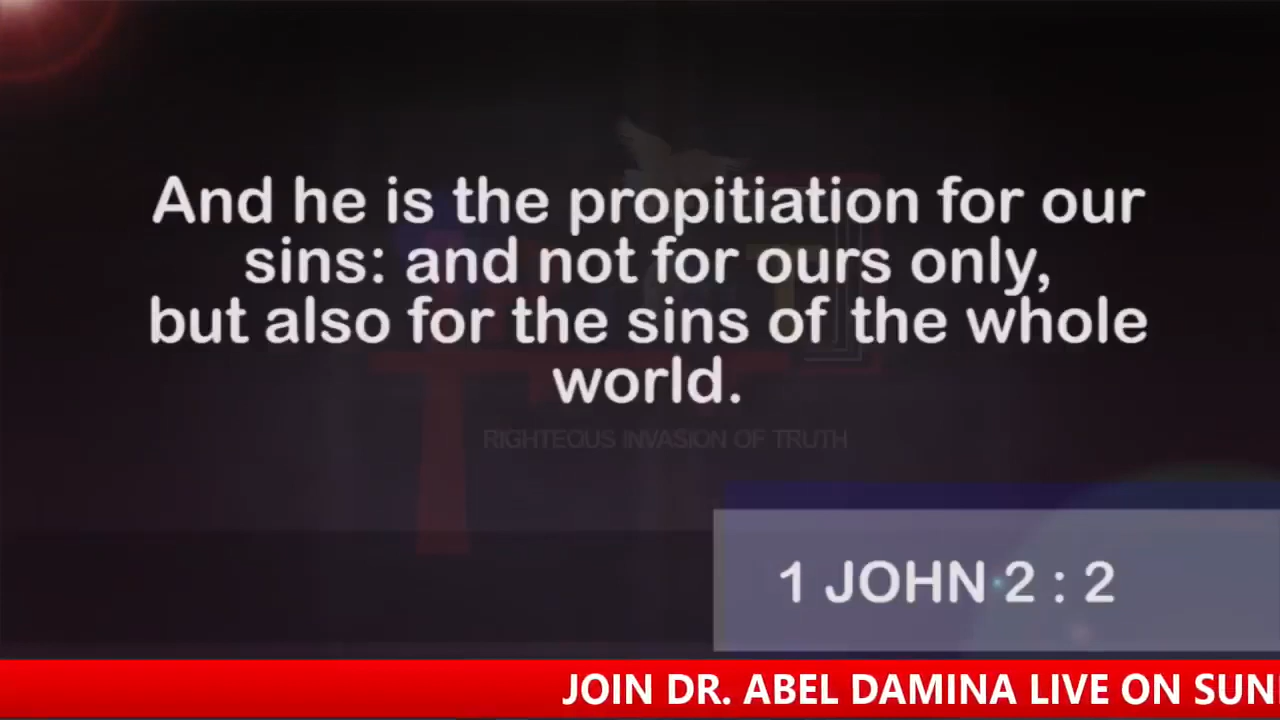 And he is the propitiation for our
sins: and not for ours only,
but also for the sins of the whole
world.
RIGHTEOUS INVASION OF TRUTH
1 JOHN 2 : 2
JOIN DR. ABEL DAMINA LIVE ON SUN